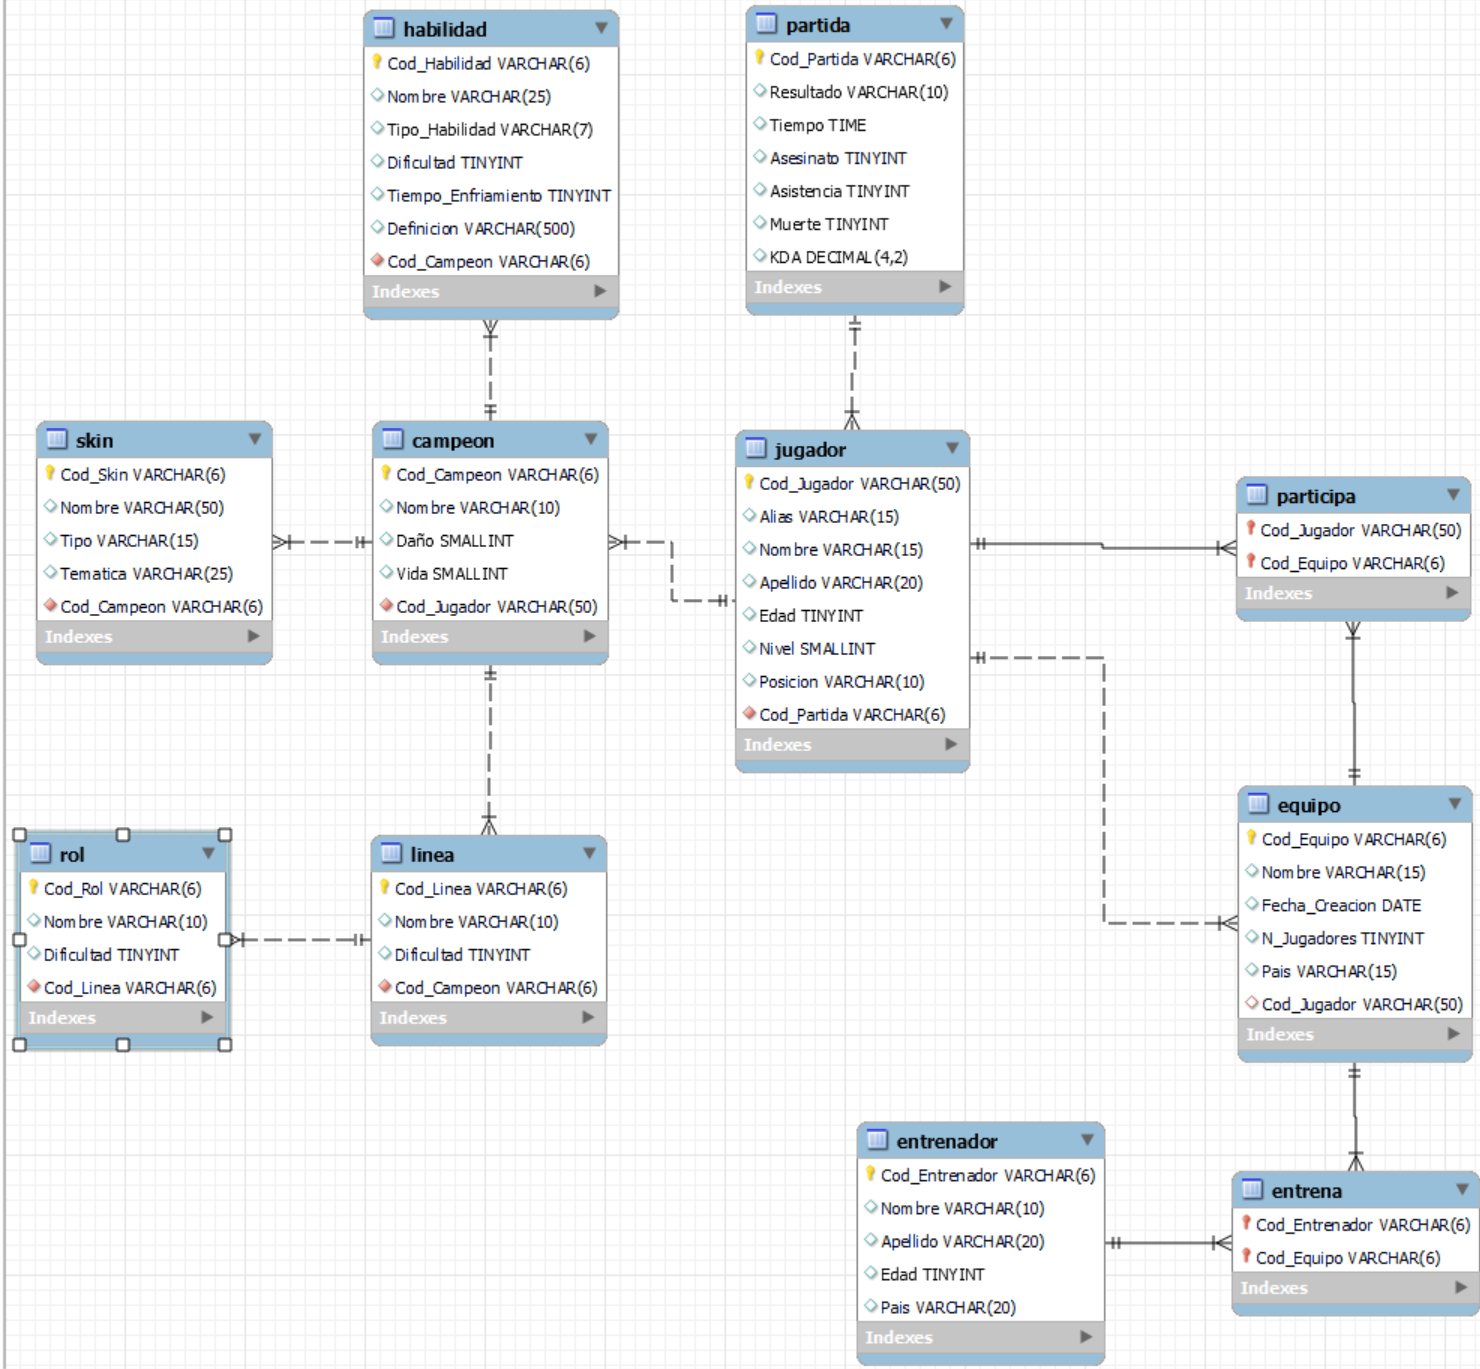 habilidad
Cod_Habilidad VARCHAR(6)
Nombre VARCHAR(25)
Tipo_Habilidad VARCHAR(7)
Dificultad TINYINT
Tiempo_Enfriamiento TINYINT
Definicion VARCHAR(500)
Cod_Campeon VARCHAR(6)
Indexes
partida
Cod_Partida VARCHAR(6)
Resultado VARCHAR(10)
Tiempo TIME
Asesinato TINYINT
Asistencia TINYINT
Muerte TINYINT
KDA DECIMAL(4,2)
Indexes
skin
Cod_Skin VARCHAR(6)
Nombre VARCHAR(50)
Tipo VARCHAR(15)
Tematica VARCHAR(25)
Cod_Campeon VARCHAR(6)
Indexes
campeon
Cod_Campeon VARCHAR(6)
Nombre VARCHAR(10)
Daño SMALLINT
Vida SMALLINT
Cod_Jugador VARCHAR(50)
Indexes
jugador
Cod_Jugador VARCHAR(50)
Alias VARCHAR(15)
Nombre VARCHAR(15)
Apellido VARCHAR(20)
Edad TINYINT
Nivel SMALLINT
Posicion VARCHAR(10)
Cod_Partida VARCHAR(6)
Indexes
participa
Cod_Jugador VARCHAR(50)
Cod_Equipo VARCHAR(6)
Indexes
rol
Cod_Rol VARCHAR(6)
Nombre VARCHAR(10)
Dificultad TINYINT
Cod_Linea VARCHAR(6)
Indexes
linea
Cod_Linea VARCHAR(6)
Nombre VARCHAR(10)
Dificultad TINYINT
Cod_Campeon VARCHAR(6)
Indexes
equipo
Cod_Equipo VARCHAR(6)
Nombre VARCHAR(15)
Fecha_Creacion DATE
N_Jugadores TINYINT
Pais VARCHAR(15)
Cod_Jugador VARCHAR(50)
Indexes
entrenador
Cod_Entrenador VARCHAR(6)
Nombre VARCHAR(10)
Apellido VARCHAR(20)
Edad TINYINT
Pais VARCHAR(20)
Indexes
entrena
Cod_Entrenador VARCHAR(6)
Cod_Equipo VARCHAR(6)
Indexes